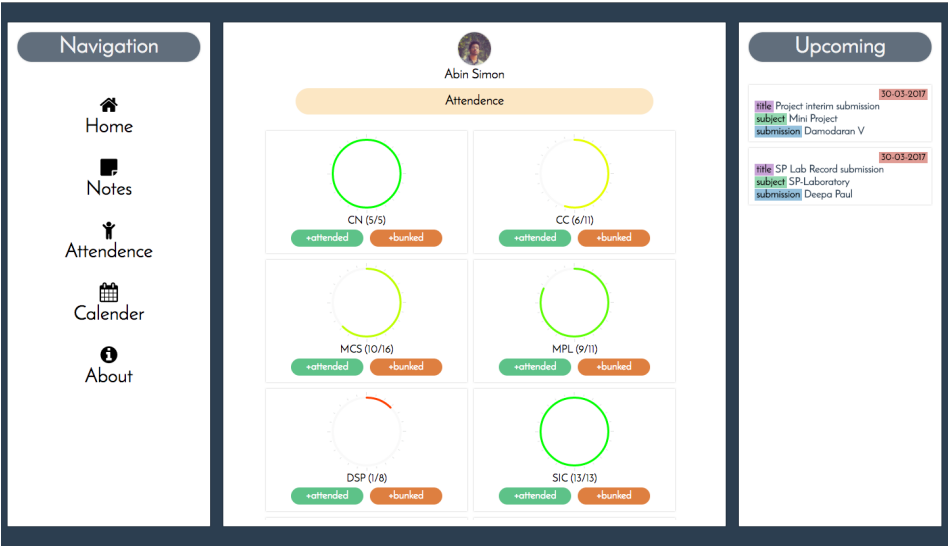 Navigation
Home
Notes
Attendence
Calender
About
Abin Simon
Attendence
CN (5/5)
+attended +bunked
CC (6/11)
+attended +bunked
MCS (10/16)
+attended +bunked
MPL (9/11)
+attended +bunked
DSP (1/8)
+attended +bunked
SIC (13/13)
+attended +bunked
Upcoming
30-03-2017
title Project interim submission
subject Mini Project
submission Damodaran V
30-03-2017
title SP Lab Record submission
subject SP-Laboratory
submission Deepa Paul